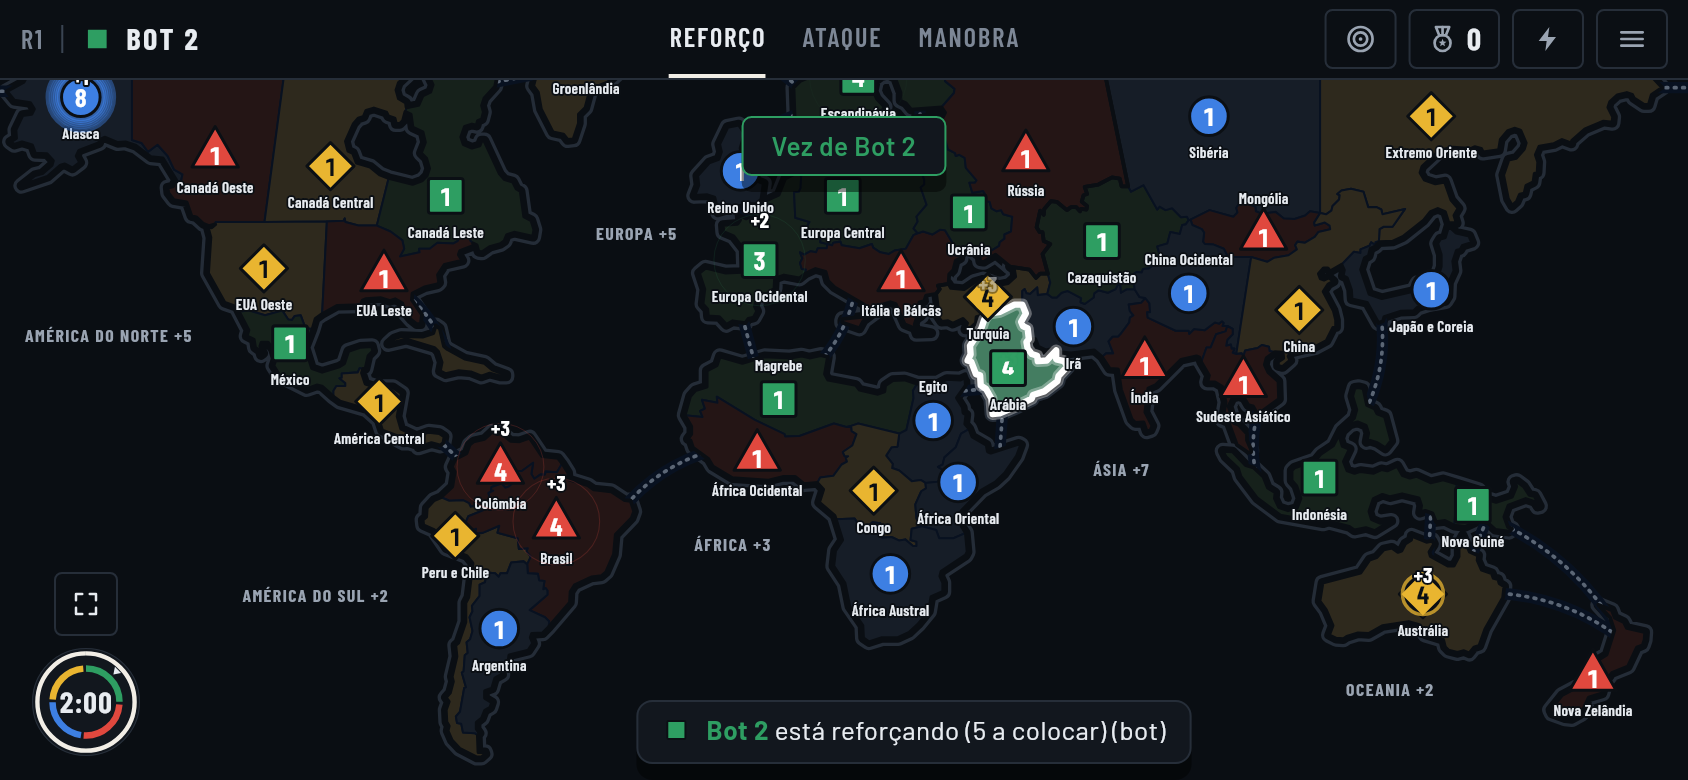 R1
BOT 2
REFORÇO
ATAQUE
MANOBRA
0
8
Alasca
Groenlândia
4
Escandinávia
Vez de Bot 2
1
Canadá Oeste
1
Canadá Central
1
Canadá Leste
1
Reino Unido
+2
1
Europa Central
1
Ucrânia
1
Rússia
1
Sibéria
1
Extremo Oriente
Mongólia
1
EUROPA +5
3
Europa Ocidental
1
Itália e Bálcãs
1
Cazaquistão
China Ocidental
1
1
EUA Oeste
1
EUA Leste
4
Turquia
1
Irã
1
China
1
Japão e Coreia
AMÉRICA DO NORTE +5
1
México
Magrebe
1
Egito
1
4
Arábia
1
Índia
1
Sudeste Asiático
1
América Central
+3
4
Colômbia
+3
4
Brasil
1
África Ocidental
1
Congo
1
África Oriental
ÁSIA +7
1
Indonésia
1
Nova Guiné
1
Peru e Chile
ÁFRICA +3
1
África Austral
AMÉRICA DO SUL +2
1
Argentina
+3
4
Austrália
OCEANIA +2
1
Nova Zelândia
2:00
Bot 2 está reforçando (5 a colocar) (bot)